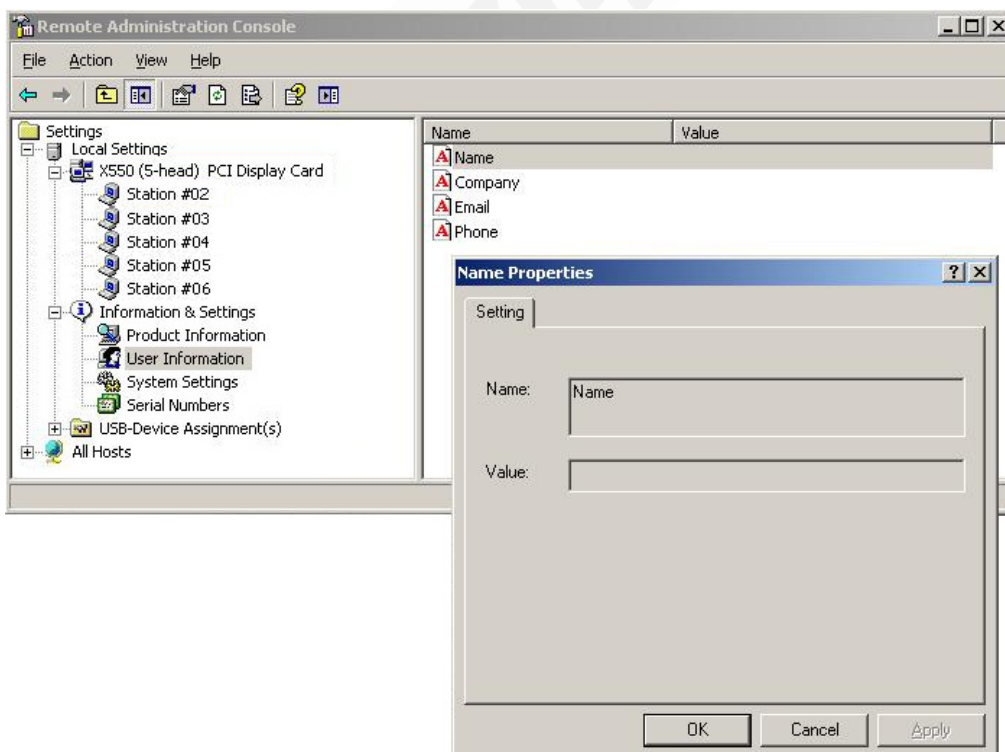 Remote Administration Console
File Action View Help
Settings
Local Settings
X550 (5-head) PCI Display Card
Station #02
Station #03
Station #04
Station #05
Station #06
Information & Settings
Product Information
User Information
System Settings
Serial Numbers
USB-Device Assignment(s)
All Hosts
Name Value
Name
Company
Email
Phone
Name Properties
Setting
Name: Name
Value:
OK Cancel Apply